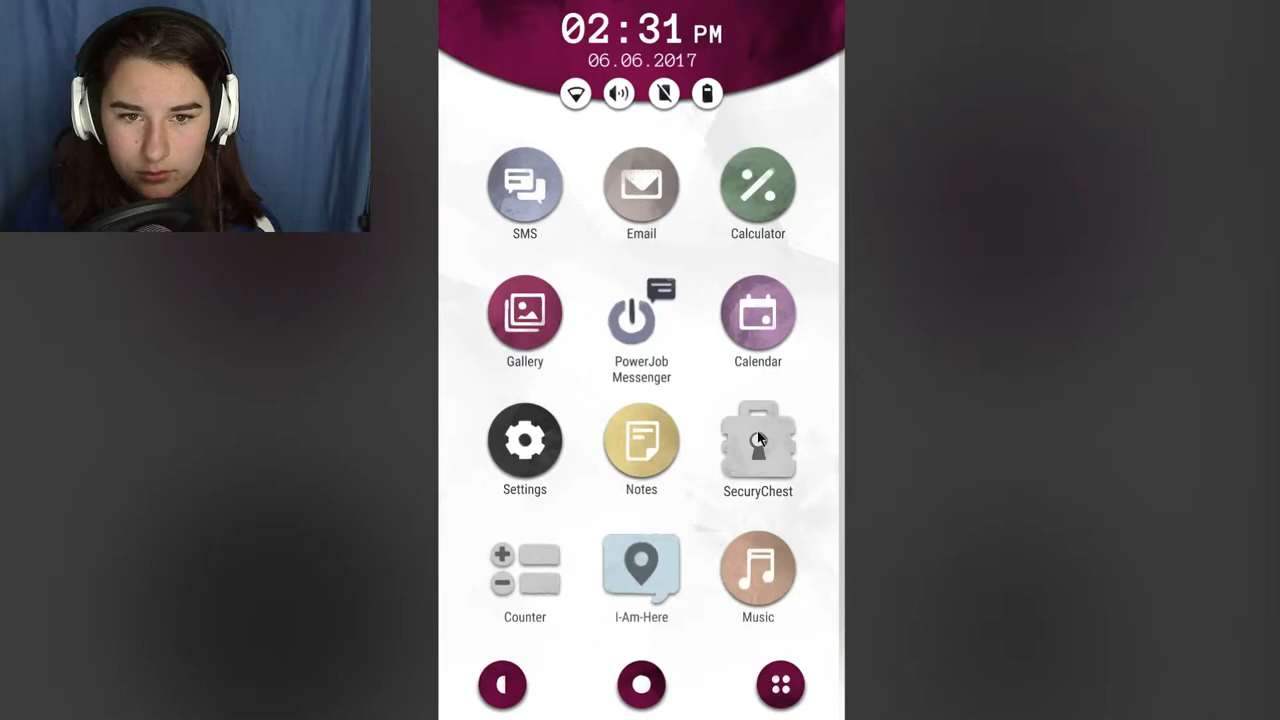 02:31 PM
06.06.2017
SMS
Email
Calculator
Gallery
PowerJob
Messenger
Calendar
Settings
Notes
SecuryChest
Counter
I-Am-Here
Music